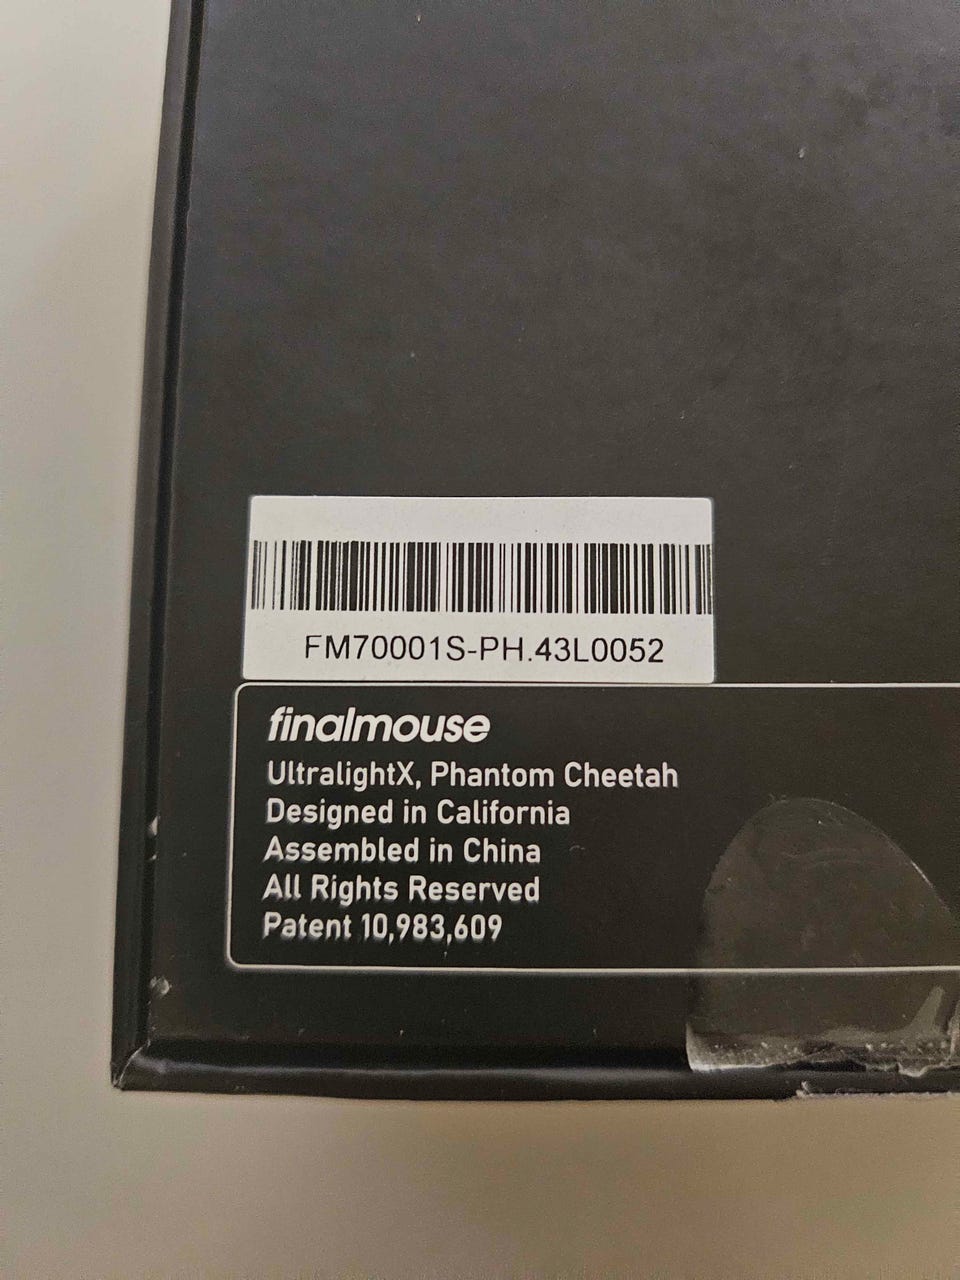 FM70001S-PH.43L0052
finalmouse
UltralightX, Phantom Cheetah
Designed in California
Assembled in China
All Rights Reserved
Patent 10,983,609